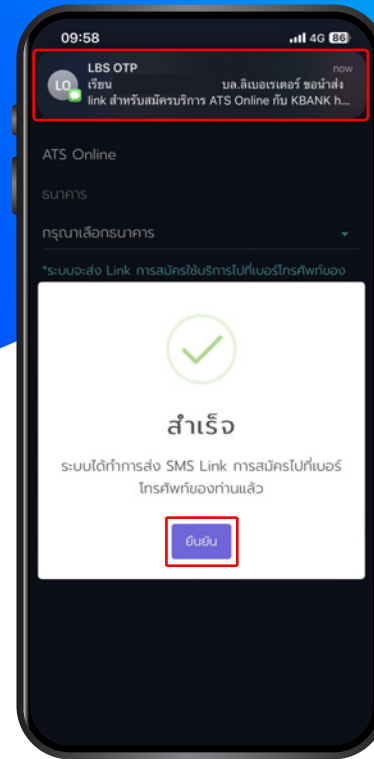 09:58
4G 86
LBS OTP
now
LO
เรียน บล.ลิเบอเรเตอร์ ขอนำส่ง
link สำหรับสมัครบริการ ATS Online กับ KBANK h...
ATS Online
ธนาคาร
กรุณาเลือกธนาคาร
*ระบบจะส่ง Link การสมัครใช้บริการไปที่เบอร์โทรศัพท์ของ
สำเร็จ
ระบบได้ทำการส่ง SMS Link การสมัครไปที่เบอร์
โทรศัพท์ของท่านแล้ว
ยืนยัน